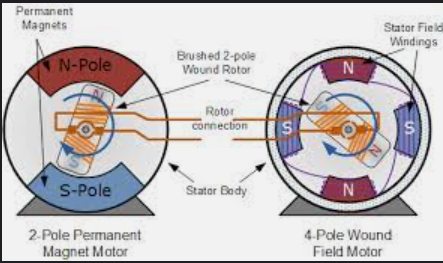 Permanent
Magnets
Stator Field
Windings
Brushed 2-pole
Wound Rotor
N-Pole
N
S
Rotor
connection
S-Pole
Stator Body
S
N
N
S
S
N
2-Pole Permanent
Magnet Motor
4-Pole Wound
Field Motor